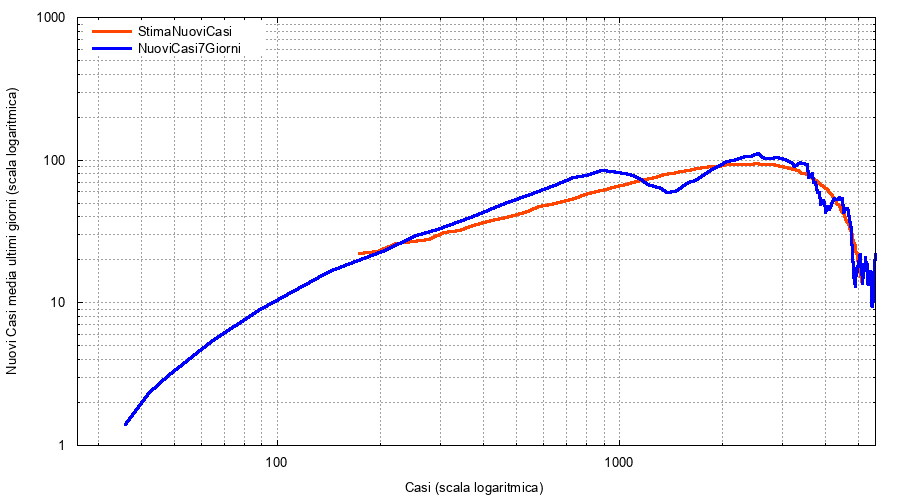 1000
StimaNuoviCasi
NuoviCasi7Giorni
Nuovi Casi media ultimi giorni (scala logaritmica)
100
10
1
100
1000
Casi (scala logaritmica)